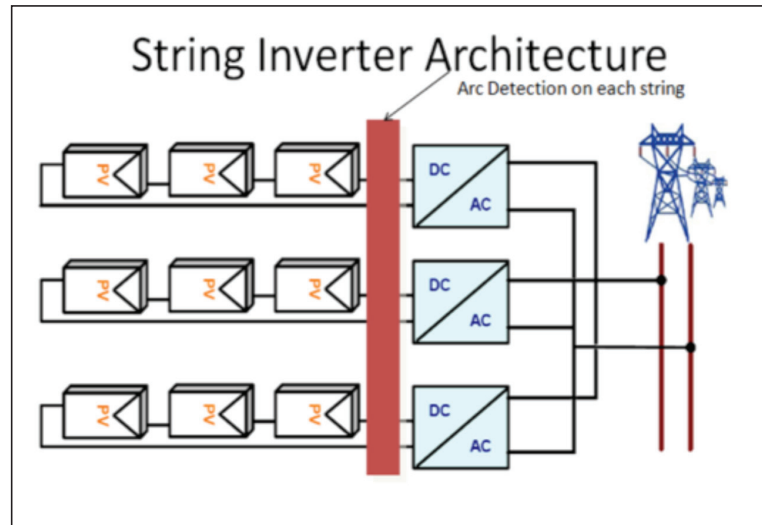 String Inverter Architecture
Arc Detection on each string
PV PV PV DC
AC
PV PV PV DC
AC
PV PV PV DC
AC